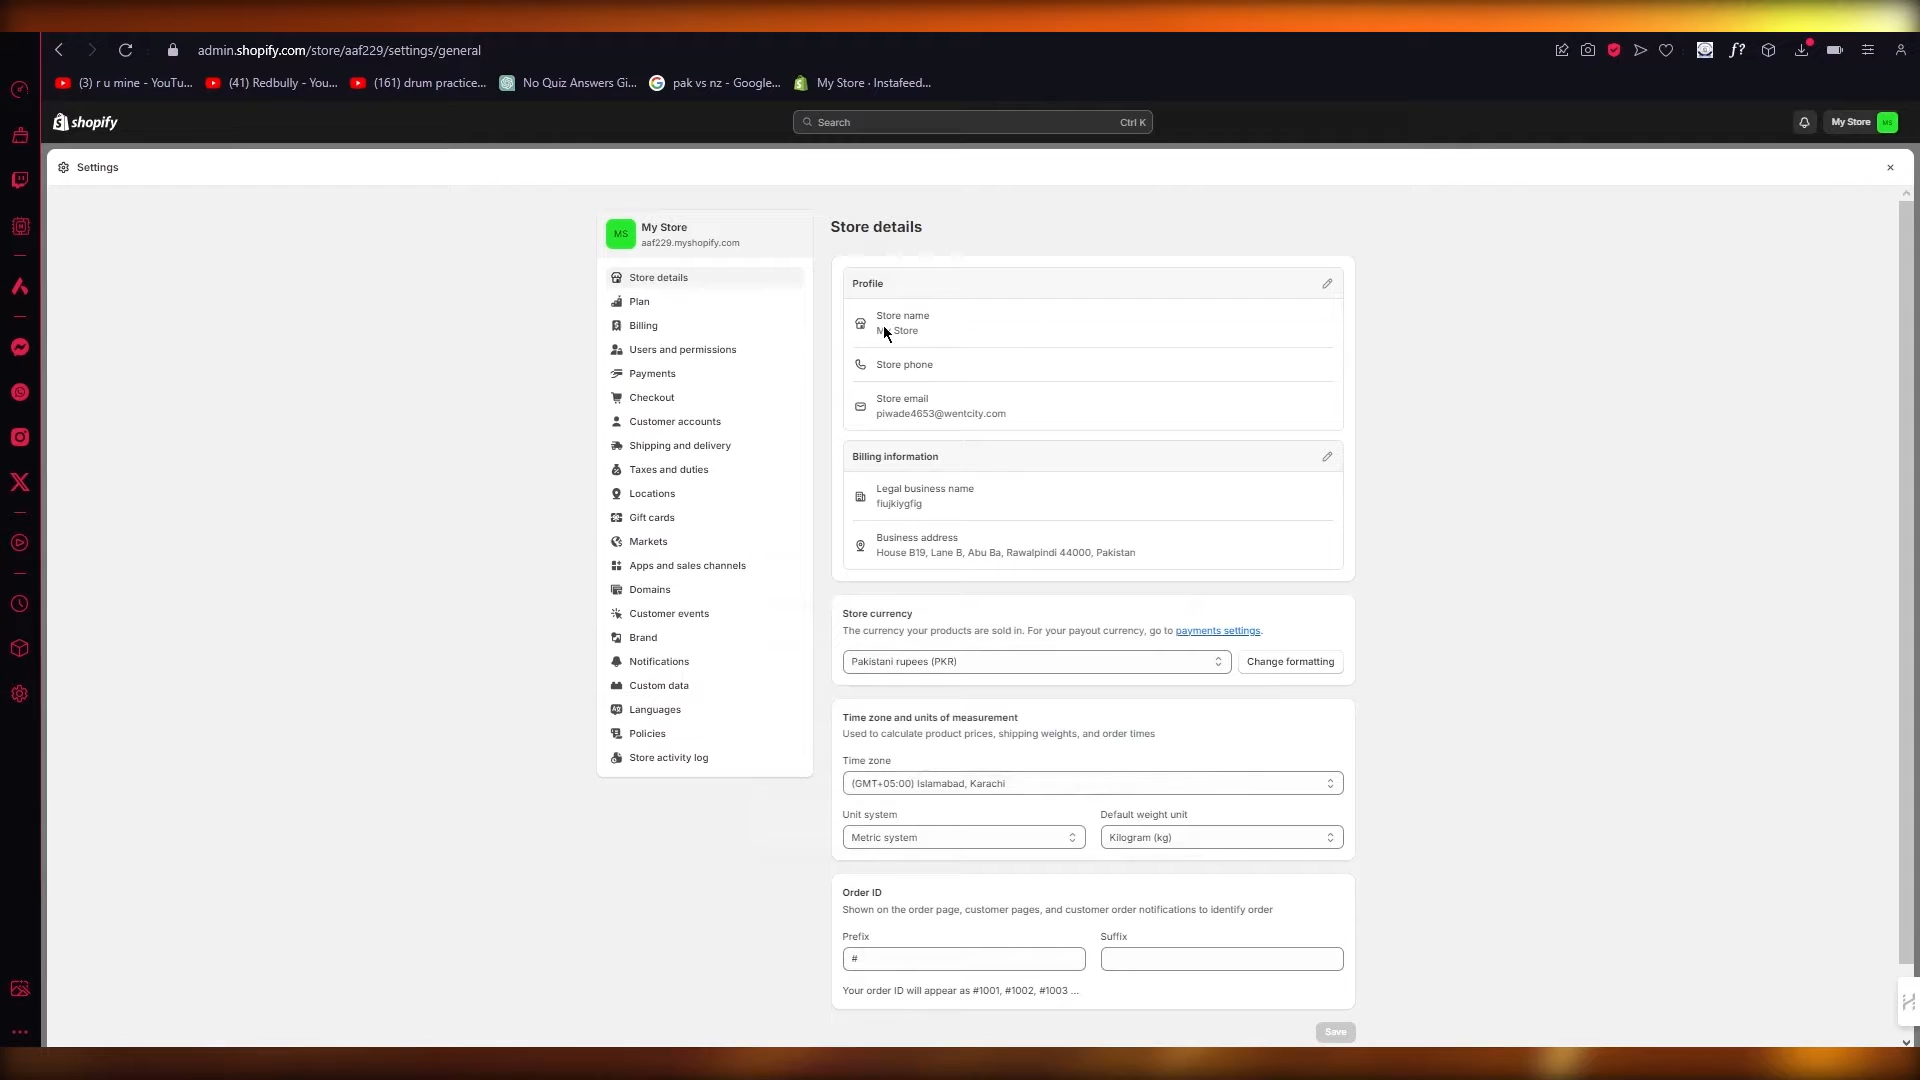 admin.shopify.com/store/aaf229/settings/general
(3) r u mine - YouTu...
(41) Redbully - You...
(161) drum practice...
No Quiz Answers Gi...
pak vs nz - Google...
My Store · Instafeed...
shopify
Search
Ctrl K
My Store
MS
Settings
MS
My Store
aaf229.myshopify.com
Store details
Plan
Billing
Users and permissions
Payments
Checkout
Customer accounts
Shipping and delivery
Taxes and duties
Locations
Gift cards
Markets
Apps and sales channels
Domains
Customer events
Brand
Notifications
Custom data
Languages
Policies
Store activity log
Store details
Profile
Store name
My Store
Store phone
Store email
piwade4653@wentcity.com
Billing information
Legal business name
fiujkiygfig
Business address
House B19, Lane B, Abu Ba, Rawalpindi 44000, Pakistan
Store currency
The currency your products are sold in. For your payout currency, go to payments settings.
Pakistani rupees (PKR)
Change formatting
Time zone and units of measurement
Used to calculate product prices, shipping weights, and order times
Time zone
(GMT+05:00) Islamabad, Karachi
Unit system
Default weight unit
Metric system
Kilogram (kg)
Order ID
Shown on the order page, customer pages, and customer order notifications to identify order
Prefix
Suffix
#
Your order ID will appear as #1001, #1002, #1003 ...
Save